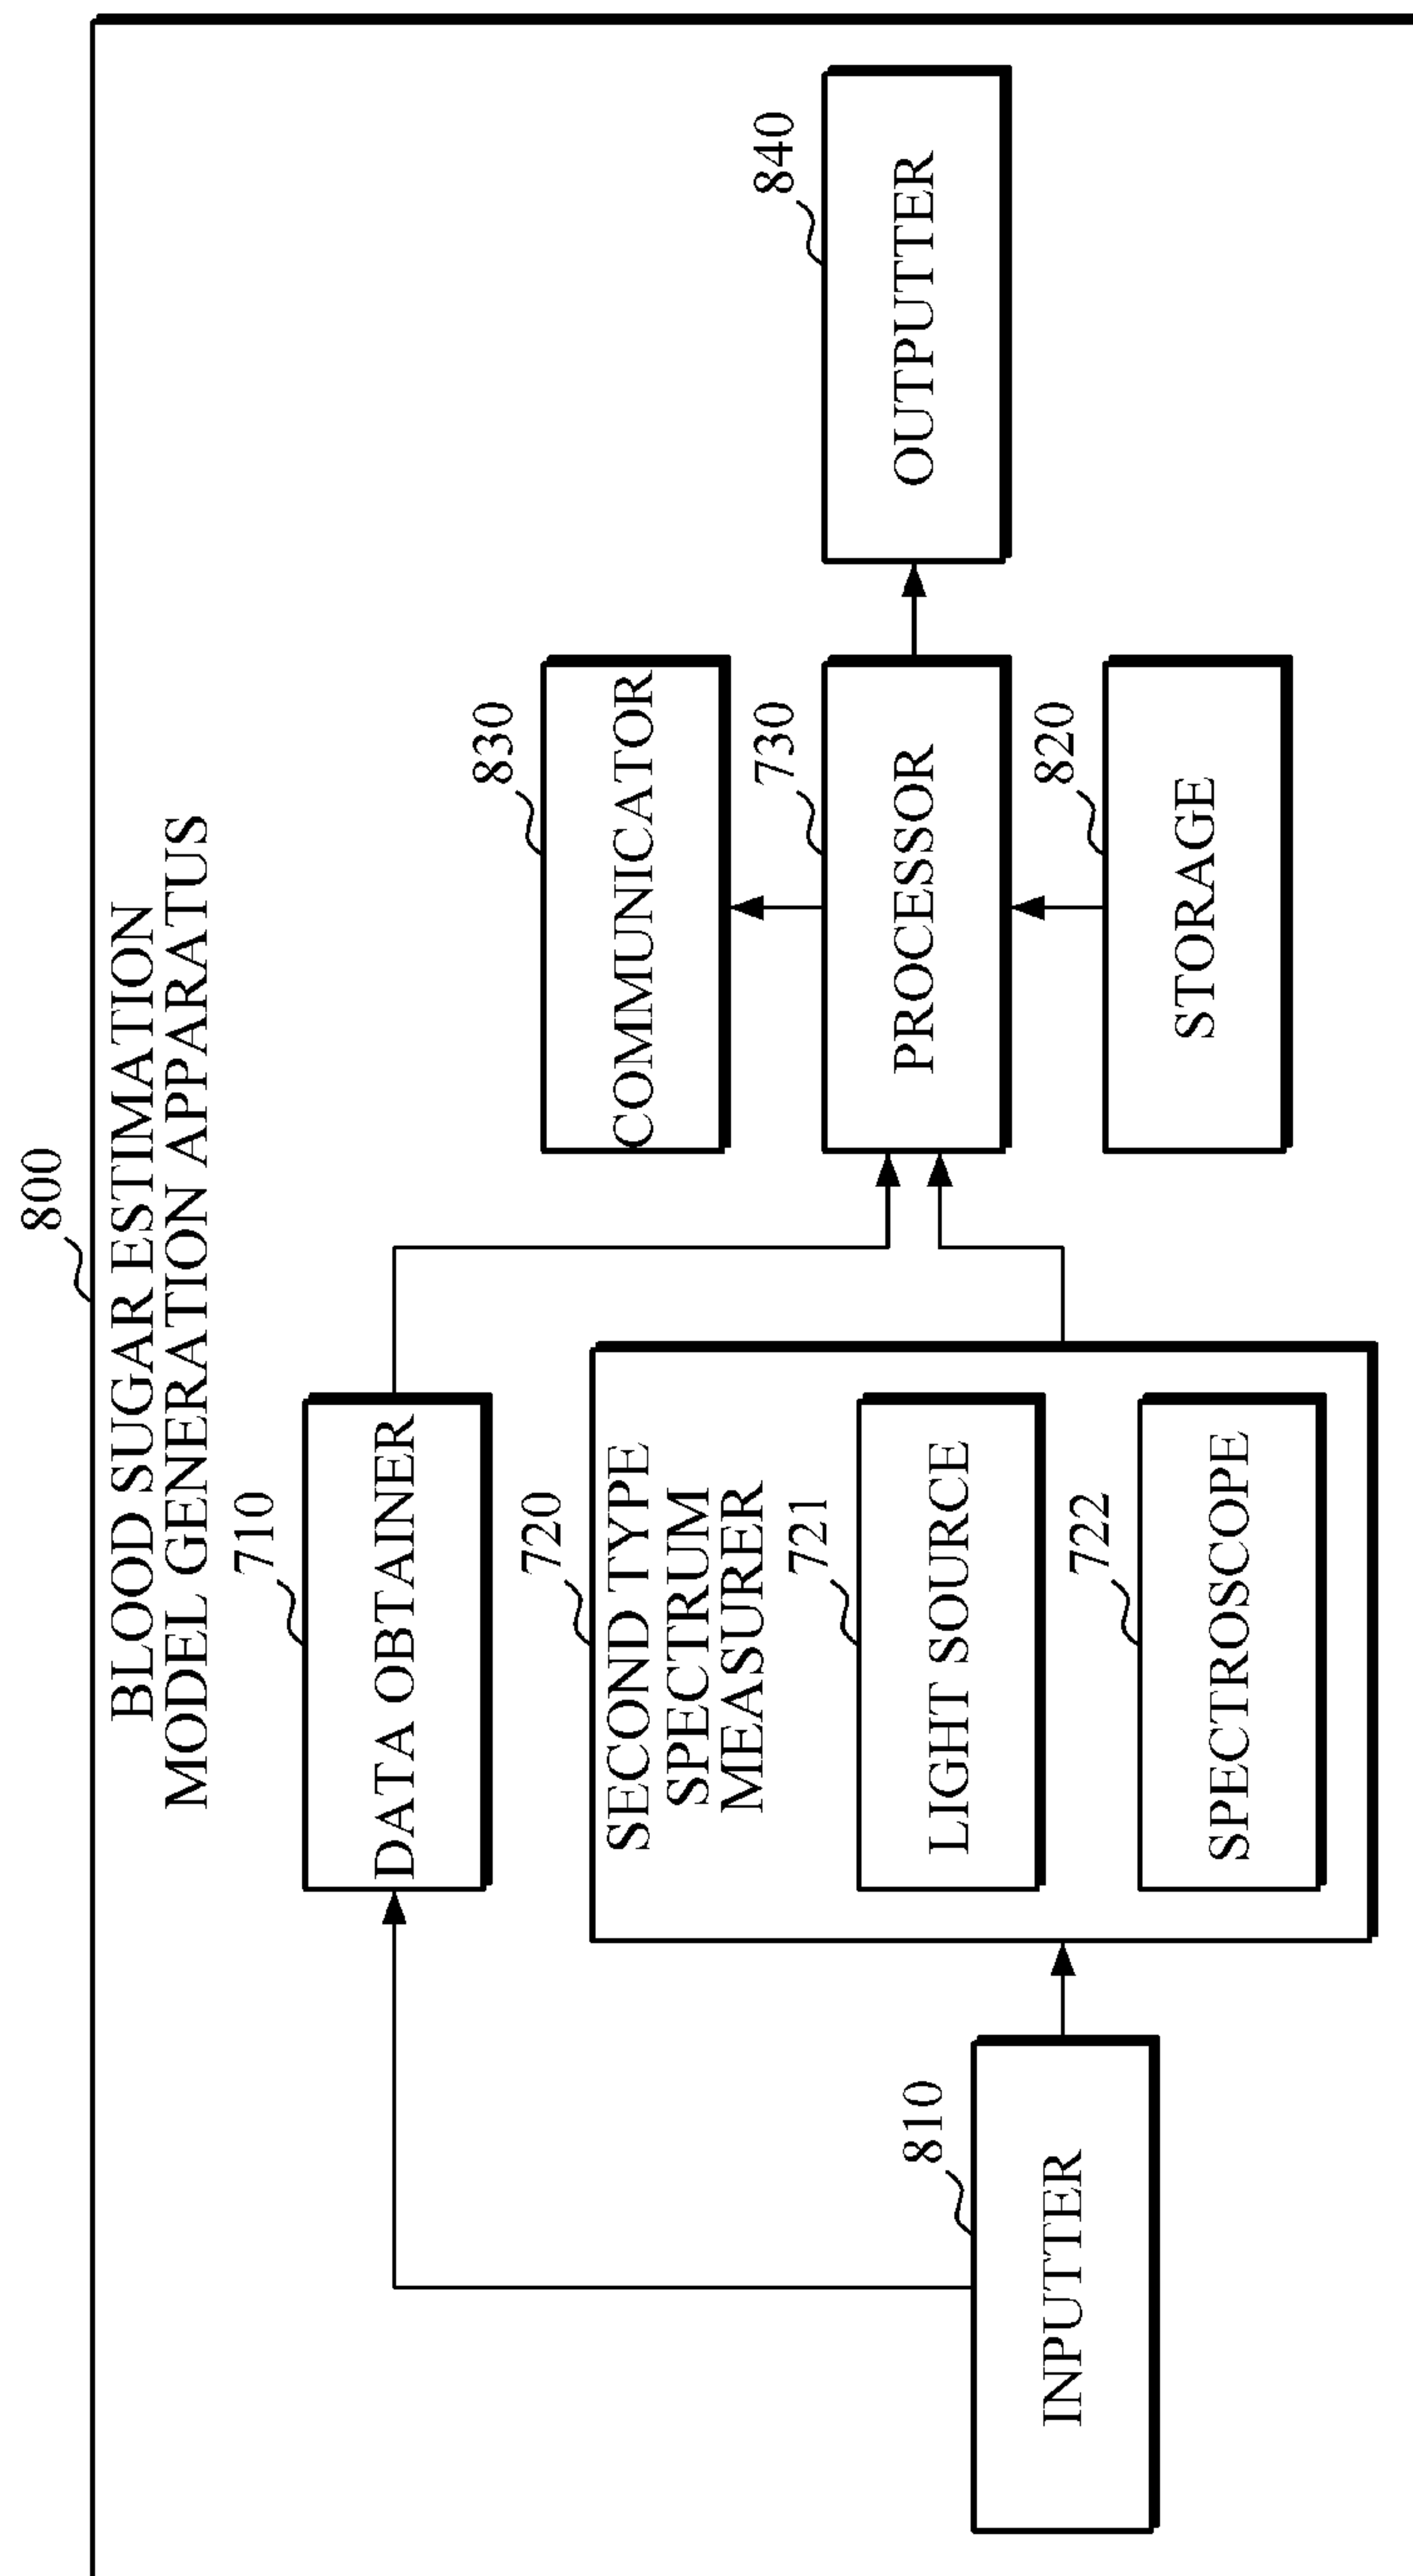 800
BLOOD SUGAR ESTIMATION
MODEL GENERATION APPARATUS
710
DATA OBTAINER
720
SECOND TYPE
SPECTRUM
MEASURER
721
LIGHT SOURCE
722
SPECTROSCOPE
810
INPUTTER
830
COMMUNICATOR
730
PROCESSOR
820
STORAGE
840
OUTPUTTER